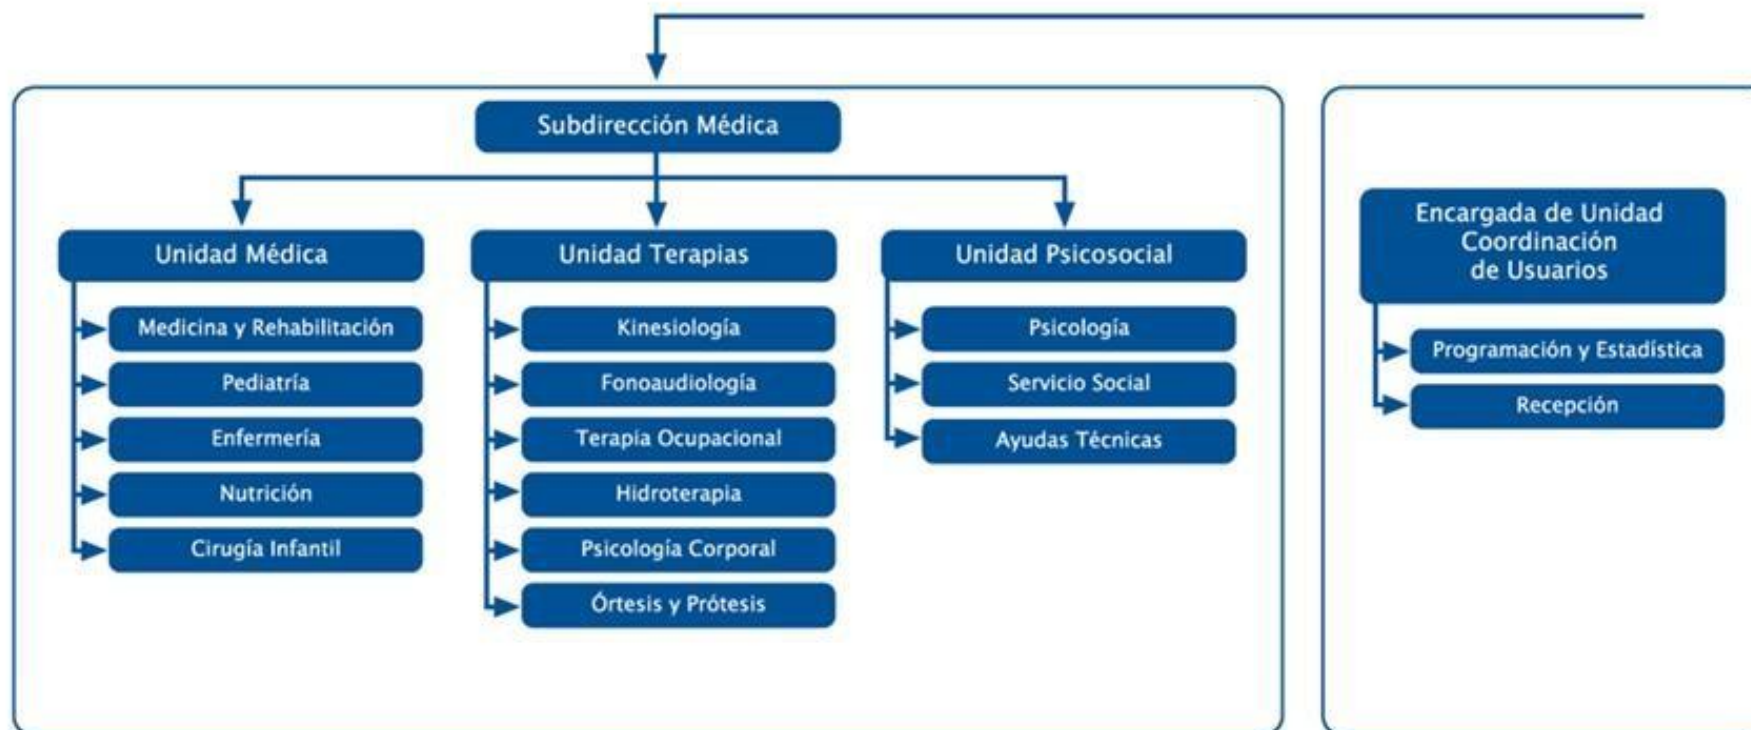 Subdirección Médica
Unidad Médica
Medicina y Rehabilitación
Pediatría
Enfermería
Nutrición
Cirugía Infantil
Unidad Terapias
Kinesiología
Fonoaudiología
Terapia Ocupacional
Hidroterapia
Psicología Corporal
Órtesis y Prótesis
Unidad Psicosocial
Psicología
Servicio Social
Ayudas Técnicas
Encargada de Unidad
Coordinación
de Usuarios
Programación y Estadística
Recepción